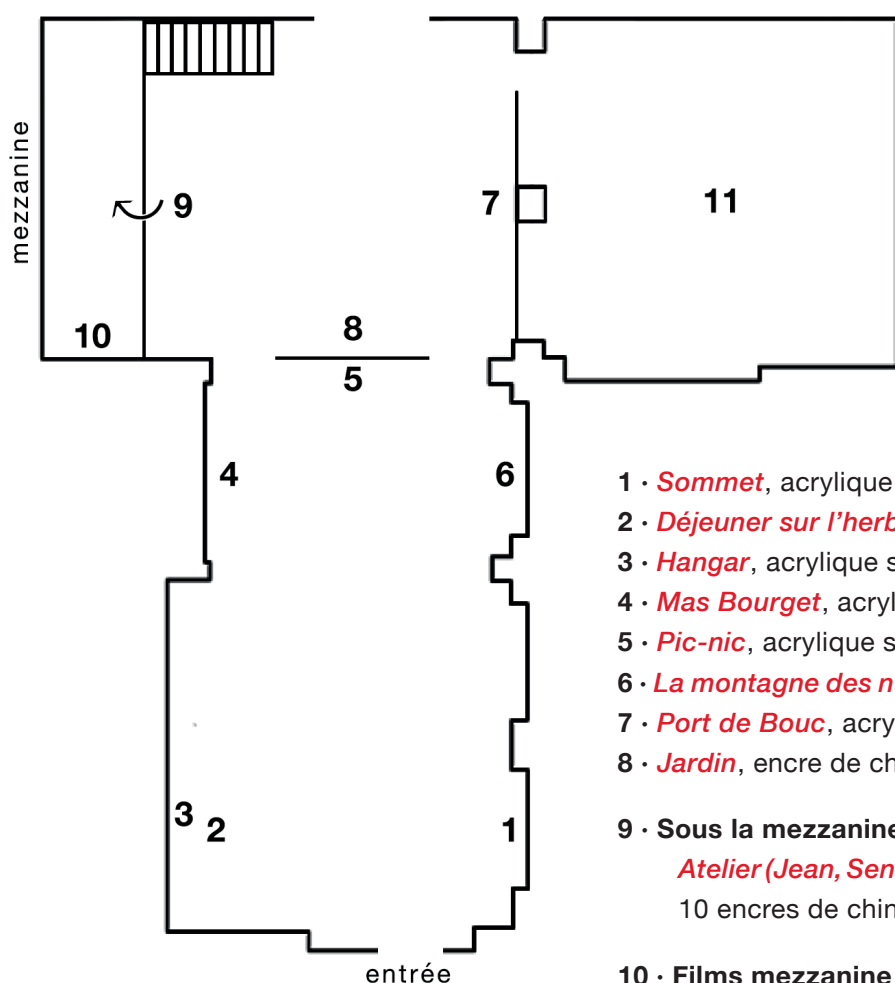 mezzanine
9
7
11
10
8
5
4
6
3
2
1
entrée
1 · Sommet, acrylique
2 · Déjeuner sur l'herb
3 · Hangar, acrylique s
4 · Mas Bourget, acryl
5 · Pic-nic, acrylique s
6 · La montagne des n
7 · Port de Bouc, acry
8 · Jardin, encre de ch
9 · Sous la mezzanine
Atelier (Jean, Sen
10 encres de chin
10 · Films mezzanine